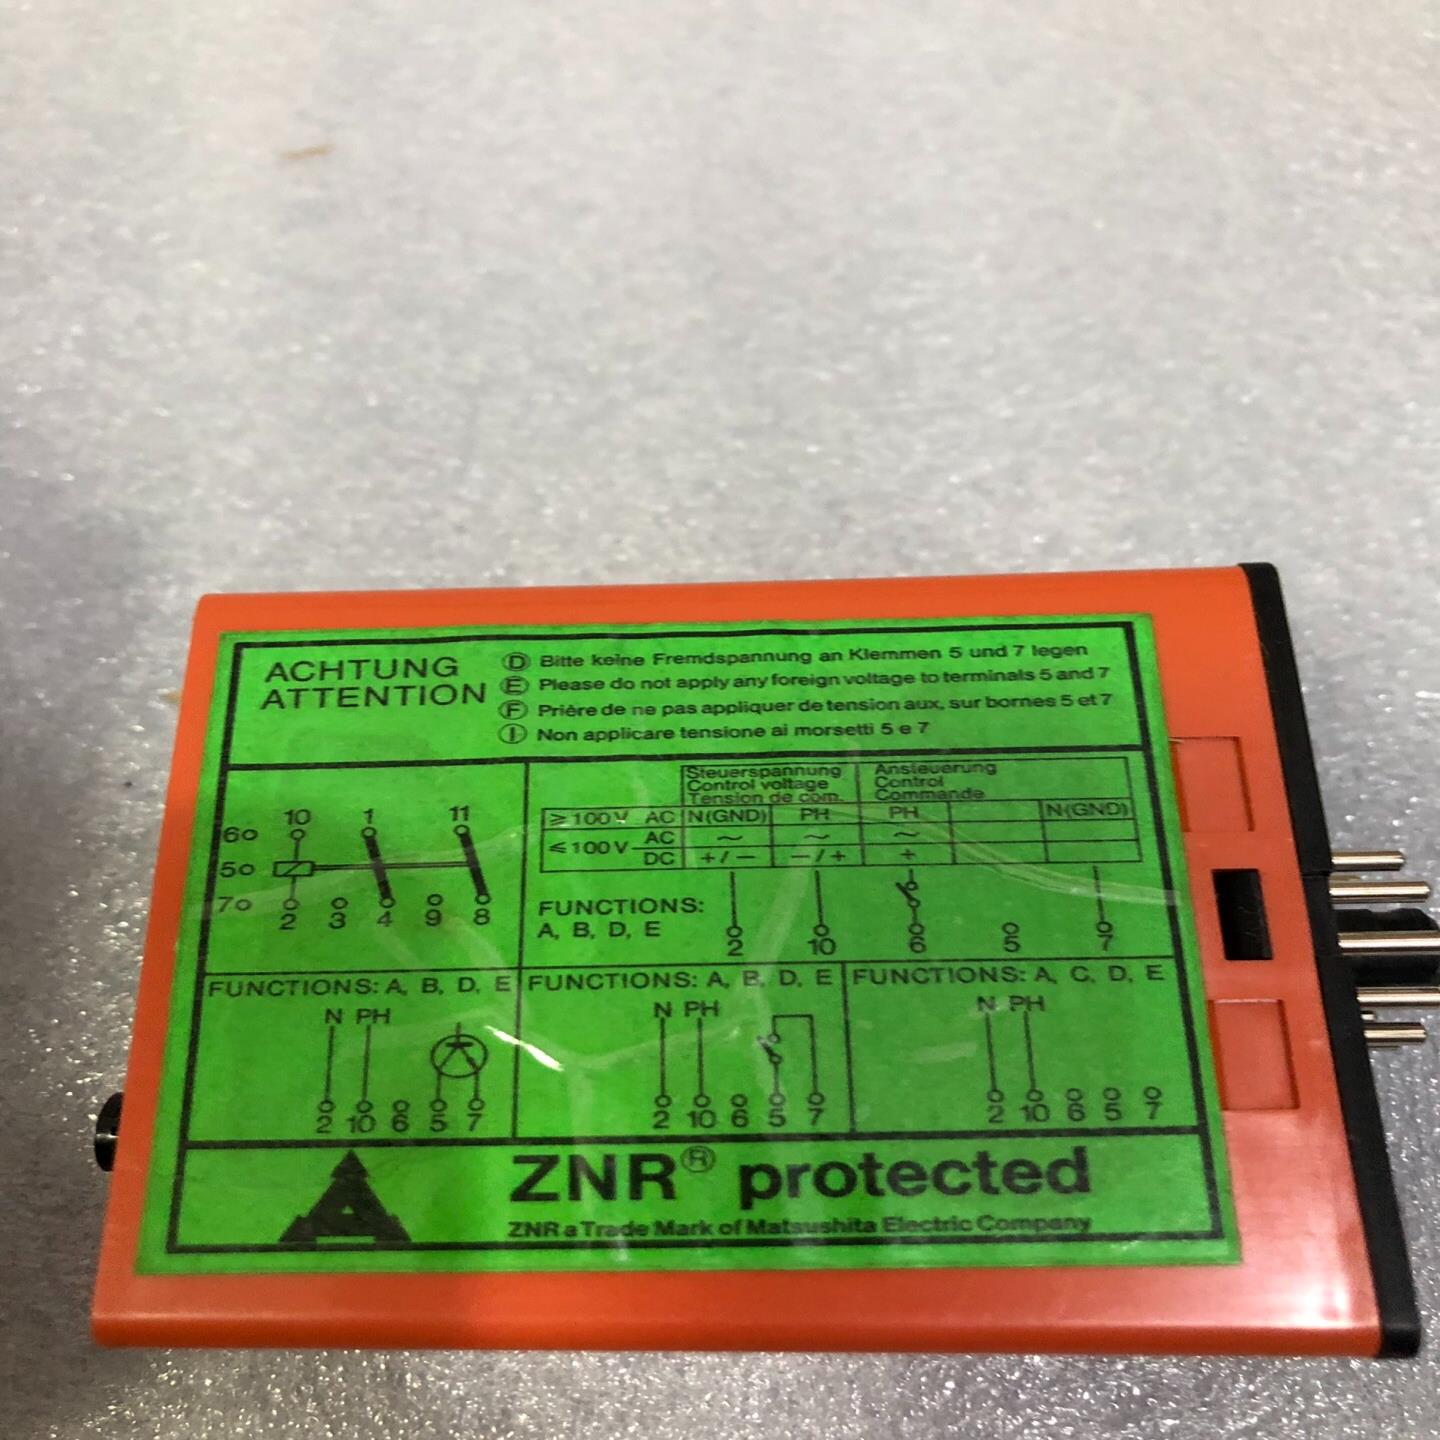 ACHTUNG
ATTENTION
D Bitte keine Fremdspannung an Klemmen 5 und 7 legen
E Please do not apply any foreign voltage to terminals 5 and 7
F Prière de ne pas appliquer de tension aux, sur bornes 5 et 7
I Non applicare tensione ai morsetti 5 e 7
10 1 11
6
5
7
2 3 4 9 8
Steuerspannung
Control voltage
Tension de com.
Ansteuerung
Control
Commande
≥ 100 V AC N(GND) PH PH N(GND)
≤ 100 V AC ~ ~ ~
DC +/− −/+ +
FUNCTIONS:
A, B, D, E
2 10 6 5 7
FUNCTIONS: A, B, D, E
N PH
2 10 6 5 7
FUNCTIONS: A, B, D, E
N PH
2 10 6 5 7
FUNCTIONS: A, C, D, E
N PH
2 10 6 5 7
A
ZNR® protected
ZNR a Trade Mark of Matsushita Electric Company